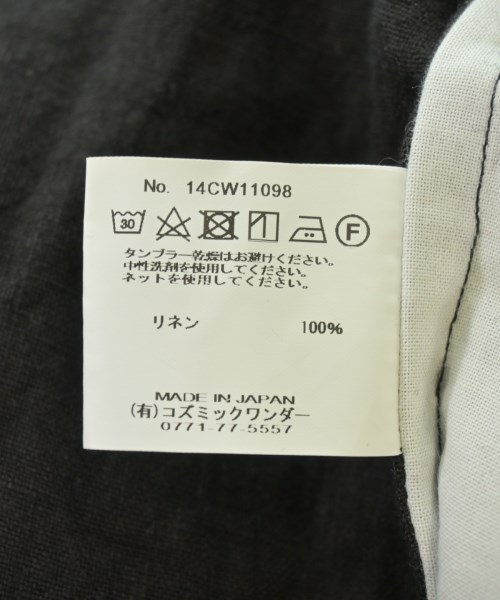 No. 14CW11098
30 F
タンブラー乾燥はお避けください。
中性洗剤を使用してください。
ネットを使用してください。
リネン 100%
MADE IN JAPAN
(有)コズミックワンダー
0771-77-5557